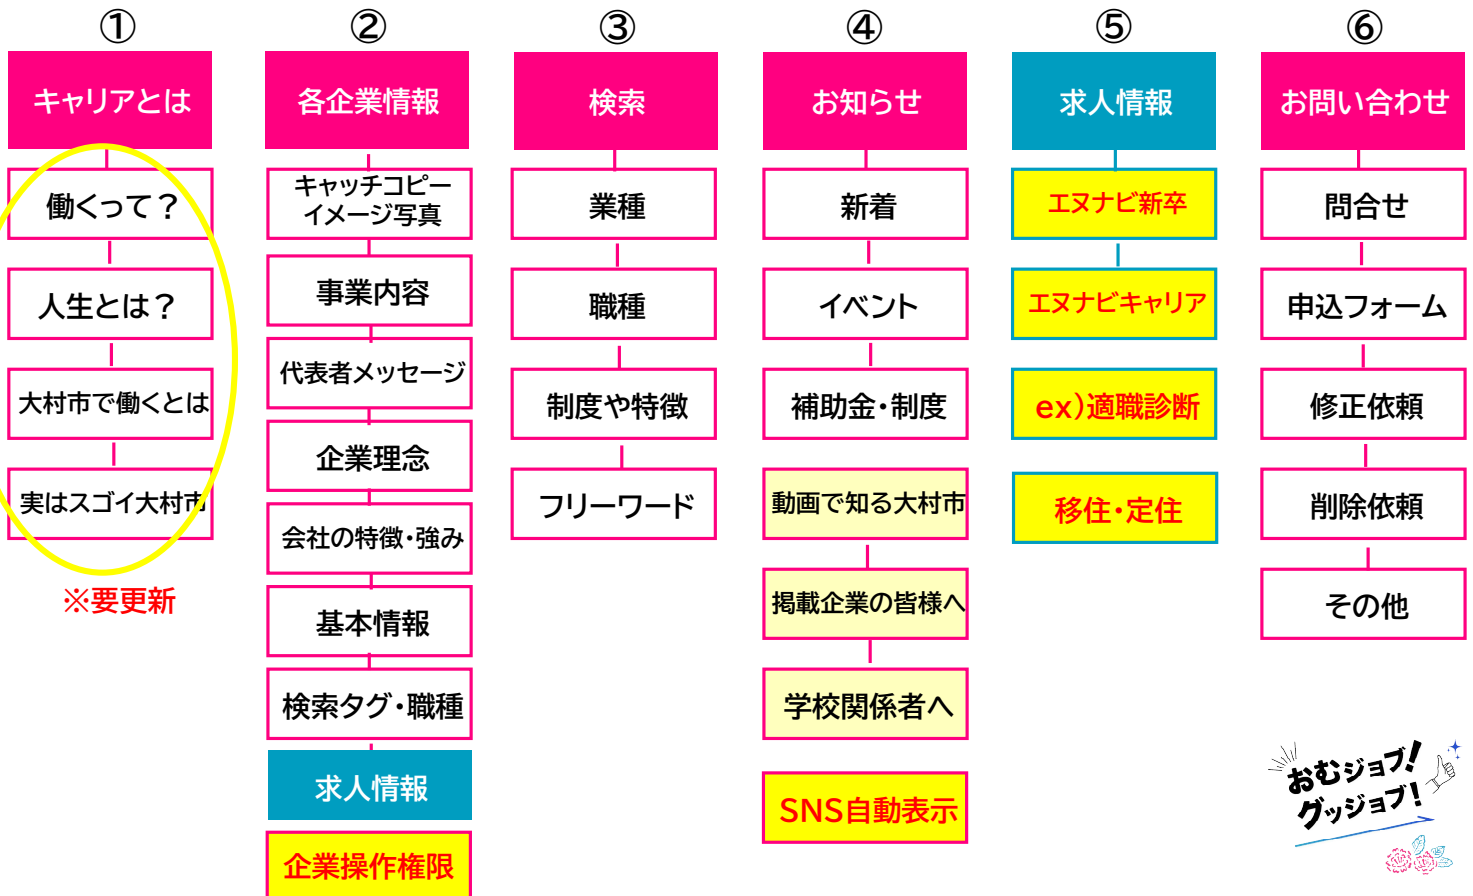 ①
キャリアとは
働くって？
人生とは？
大村市で働くとは
実はスゴイ大村市
※要更新
②
各企業情報
キャッチコピー
イメージ写真
事業内容
代表者メッセージ
企業理念
会社の特徴・強み
基本情報
検索タグ・職種
求人情報
企業操作権限
③
検索
業種
職種
制度や特徴
フリーワード
④
お知らせ
新着
イベント
補助金・制度
動画で知る大村市
掲載企業の皆様へ
学校関係者へ
SNS自動表示
⑤
求人情報
エヌナビ新卒
エヌナビキャリア
ex）適職診断
移住・定住
⑥
お問い合わせ
問合せ
申込フォーム
修正依頼
削除依頼
その他
おむジョブ！
グッジョブ！